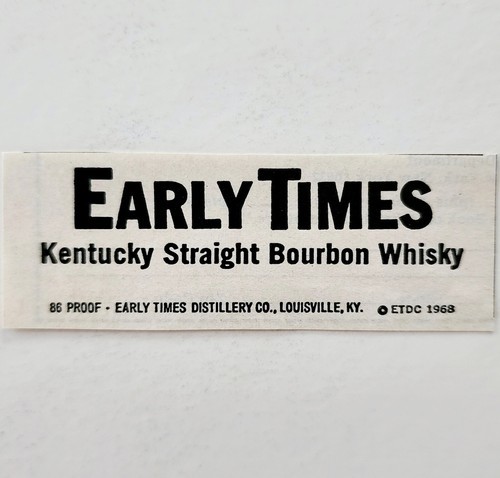 EARLY TIMES
Kentucky Straight Bourbon Whisky
86 PROOF • EARLY TIMES DISTILLERY CO., LOUISVILLE, KY. © ETDC 1968